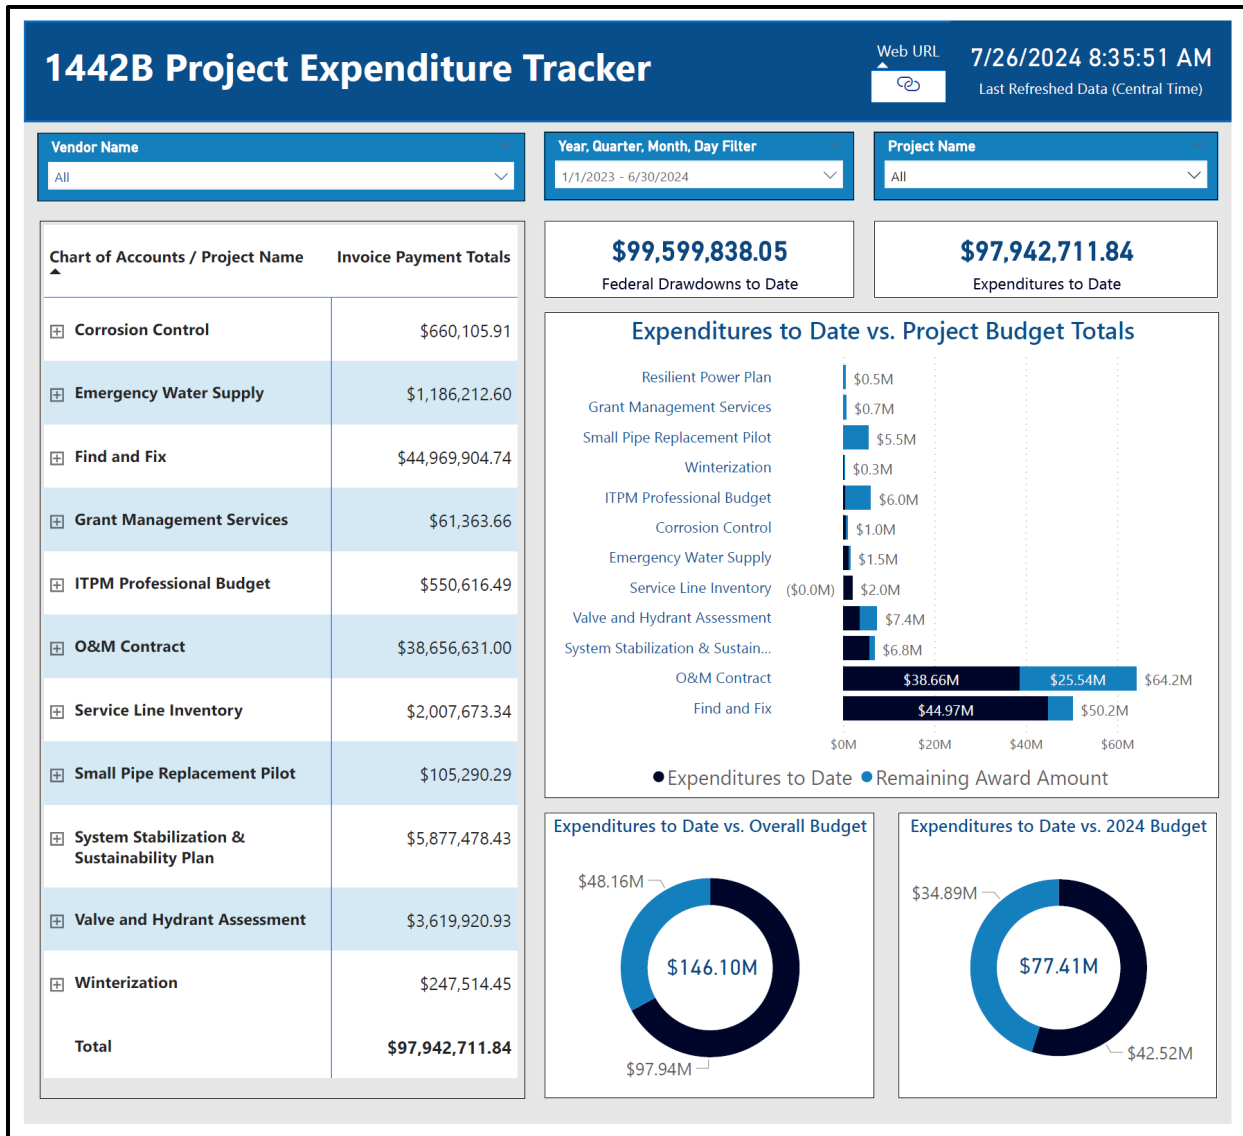 1442B Project Expenditure Tracker
Web URL
7/26/2024 8:35:51 AM
Last Refreshed Data (Central Time)
Vendor Name
All
Year, Quarter, Month, Day Filter
1/1/2023 - 6/30/2024
Project Name
All
Chart of Accounts / Project Name Invoice Payment Totals
Corrosion Control $660,105.91
Emergency Water Supply $1,186,212.60
Find and Fix $44,969,904.74
Grant Management Services $61,363.66
ITPM Professional Budget $550,616.49
O&M Contract $38,656,631.00
Service Line Inventory $2,007,673.34
Small Pipe Replacement Pilot $105,290.29
System Stabilization &
Sustainability Plan $5,877,478.43
Valve and Hydrant Assessment $3,619,920.93
Winterization $247,514.45
Total $97,942,711.84
$99,599,838.05
Federal Drawdowns to Date
$97,942,711.84
Expenditures to Date
Expenditures to Date vs. Project Budget Totals
Resilient Power Plan $0.5M
Grant Management Services $0.7M
Small Pipe Replacement Pilot $5.5M
Winterization $0.3M
ITPM Professional Budget $6.0M
Corrosion Control $1.0M
Emergency Water Supply $1.5M
Service Line Inventory ($0.0M) $2.0M
Valve and Hydrant Assessment $7.4M
System Stabilization & Sustain... $6.8M
O&M Contract $38.66M $25.54M $64.2M
Find and Fix $44.97M $50.2M
$0M $20M $40M $60M
Expenditures to Date Remaining Award Amount
Expenditures to Date vs. Overall Budget
$48.16M
$146.10M
$97.94M
Expenditures to Date vs. 2024 Budget
$34.89M
$77.41M
$42.52M